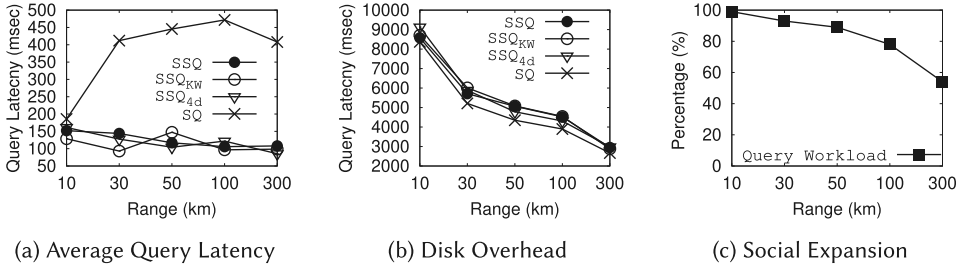 Query Latency (msec)
500
450
400
350
300
250
200
150
100
50
SSQ
SSQKW
SSQ4d
SQ
10 30 50 100 300
Range (km)
(a) Average Query Latency
Query Latecny (msec)
10000
9000
8000
7000
6000
5000
4000
3000
2000
SSQ
SSQKW
SSQ4d
SQ
10 30 50 100 300
Range (km)
(b) Disk Overhead
Percentage (%)
100
80
60
40
20
0
Query Workload
10 30 50 100 300
Range (km)
(c) Social Expansion